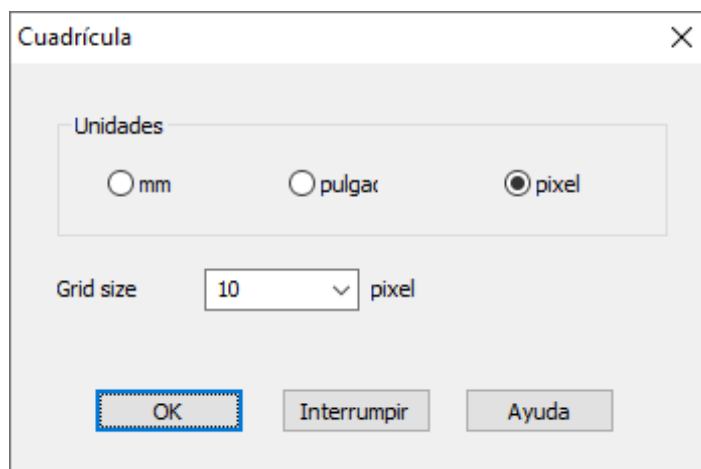 Cuadrícula
Unidades
mm pulgac pixel
Grid size 10 pixel
OK Interrumpir Ayuda